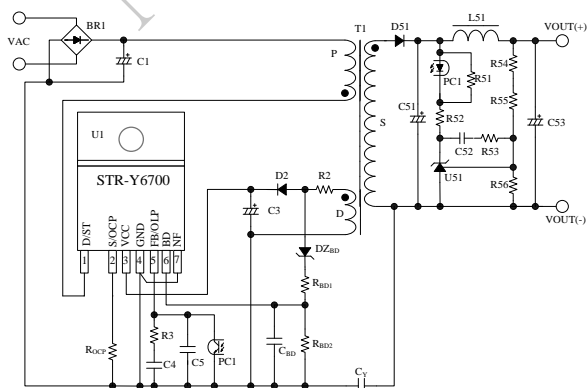 BR1
VAC
C1
T1
P
D51
L51
VOUT(+)
PC1
R51
R54
R55
C51
R52
S
C53
C52
R53
U51
R56
VOUT(-)
U1
STR-Y6700
D/ST
S/OCP
VCC
GND
FB/OLP
BD
NF
1
2
3
4
5
6
7
D2
R2
C3
D
DZBD
RBD1
ROCP
R3
C4
C5
PC1
CBD
RBD2
CY